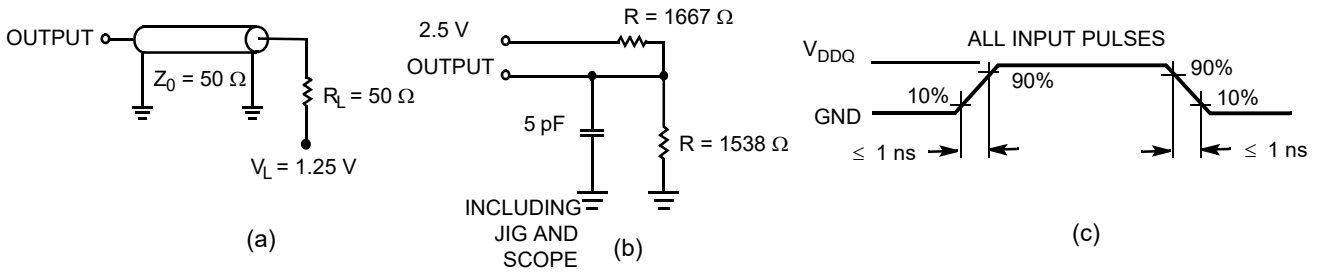 OUTPUT
Z0 = 50 Ω
RL = 50 Ω
VL = 1.25 V
(a)
R = 1667 Ω
2.5 V
OUTPUT
5 pF
R = 1538 Ω
INCLUDING
JIG AND
SCOPE
(b)
ALL INPUT PULSES
VDDQ
90%
90%
10%
10%
GND
≤ 1 ns
≤ 1 ns
(c)